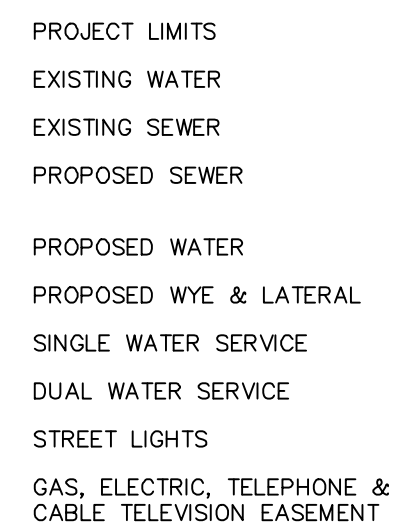 PROJECT LIMITS
EXISTING WATER
EXISTING SEWER
PROPOSED SEWER
PROPOSED WATER
PROPOSED WYE & LATERAL
SINGLE WATER SERVICE
DUAL WATER SERVICE
STREET LIGHTS
GAS, ELECTRIC, TELEPHONE &
CABLE TELEVISION EASEMENT